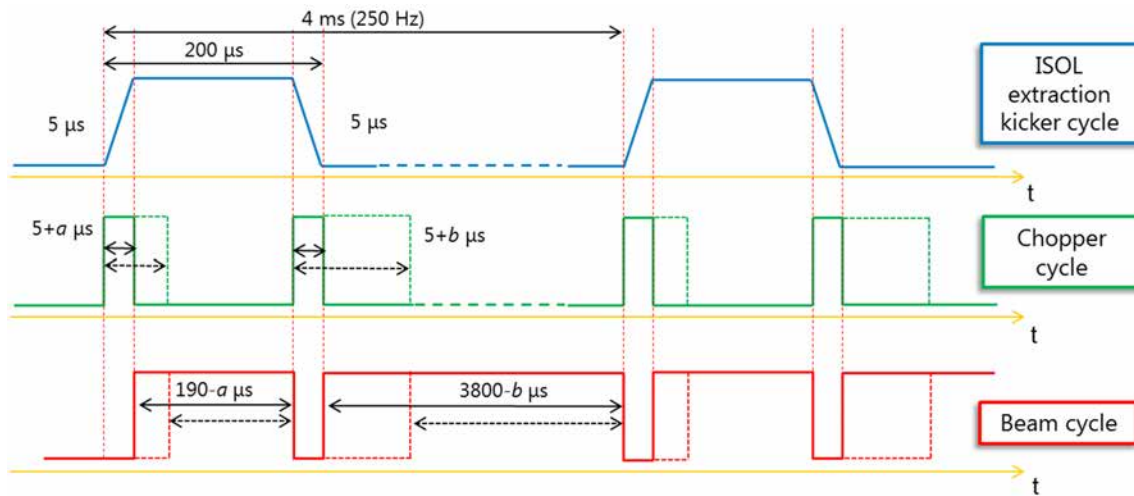 4 ms (250 Hz)
200 µs
5 µs
5 µs
ISOL
extraction
kicker cycle
t
5+a µs
5+b µs
Chopper
cycle
t
190-a µs
3800-b µs
Beam cycle
t